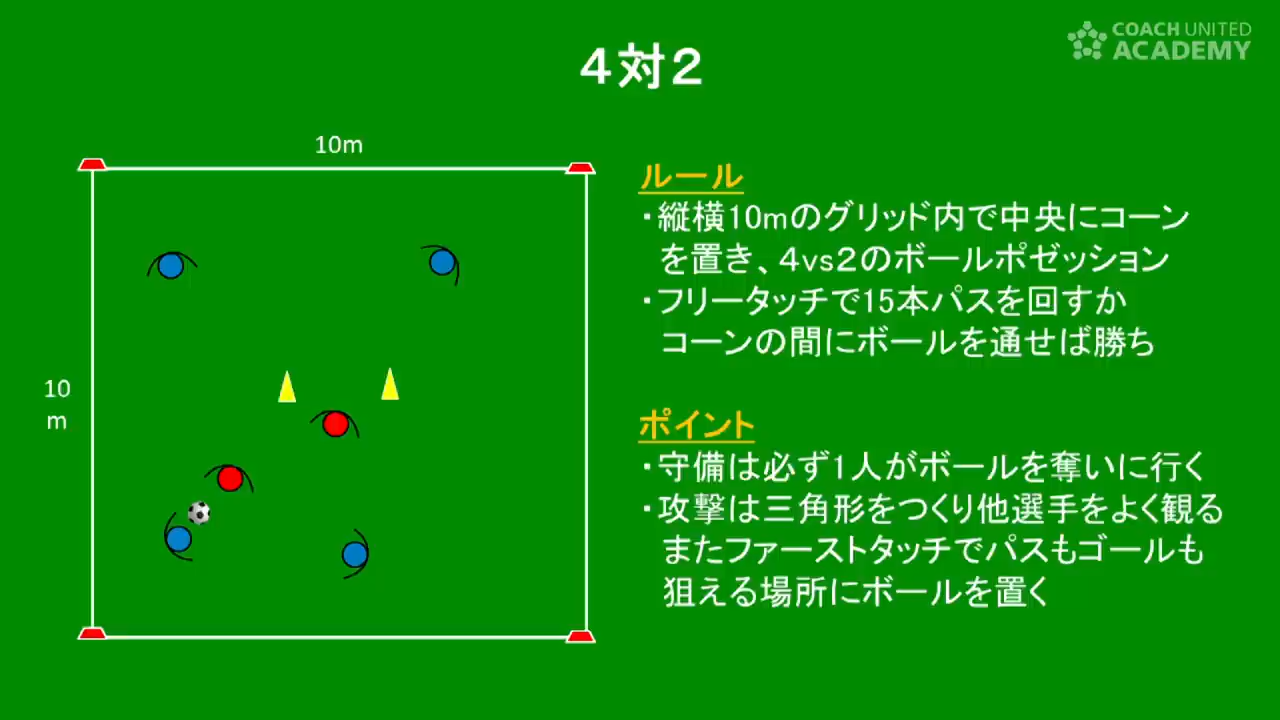 COACH UNITED
ACADEMY
４対２
10m
10
m
ルール
・縦横10mのグリッド内で中央にコーン
を置き、４vs２のボールポゼッション
・フリータッチで15本パスを回すか
コーンの間にボールを通せば勝ち
ポイント
・守備は必ず1人がボールを奪いに行く
・攻撃は三角形をつくり他選手をよく観る
またファーストタッチでパスもゴールも
狙える場所にボールを置く